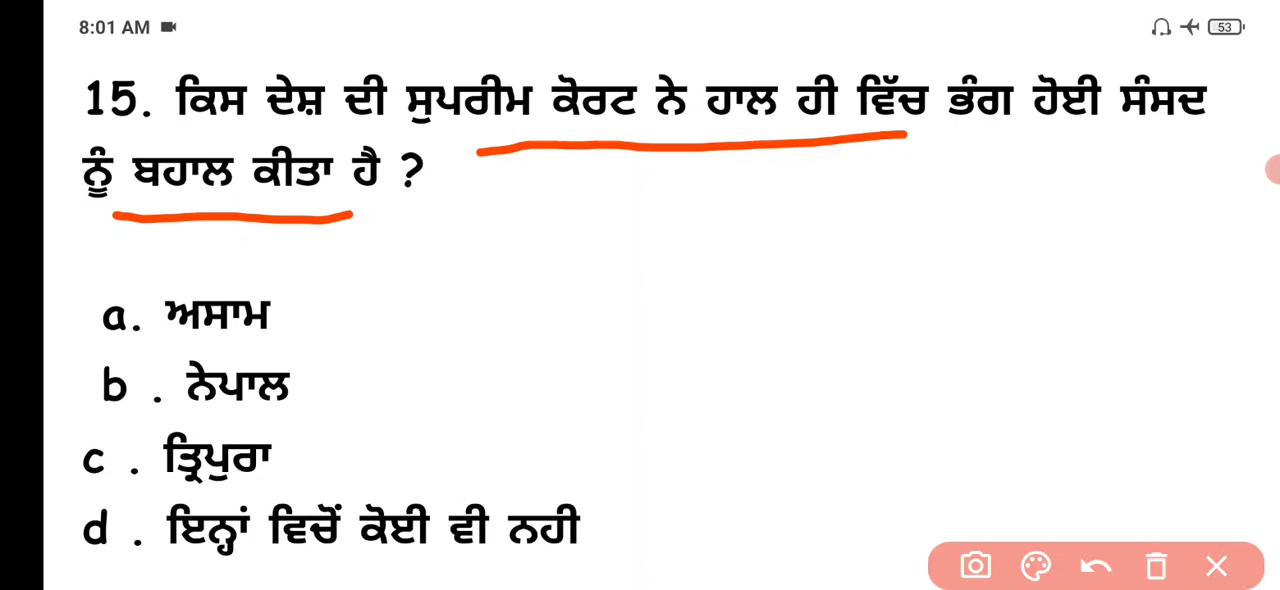 8:01 AM 53
15. ਕਿਸ ਦੇਸ਼ ਦੀ ਸੁਪਰੀਮ ਕੋਰਟ ਨੇ ਹਾਲ ਹੀ ਵਿੱਚ ਭੰਗ ਹੋਈ ਸੰਸਦ
ਨੂੰ ਬਹਾਲ ਕੀਤਾ ਹੈ ?
a. ਅਸਾਮ
b . ਨੇਪਾਲ
c . ਤ੍ਰਿਪੁਰਾ
d . ਇਨ੍ਹਾਂ ਵਿਚੋਂ ਕੋਈ ਵੀ ਨਹੀ